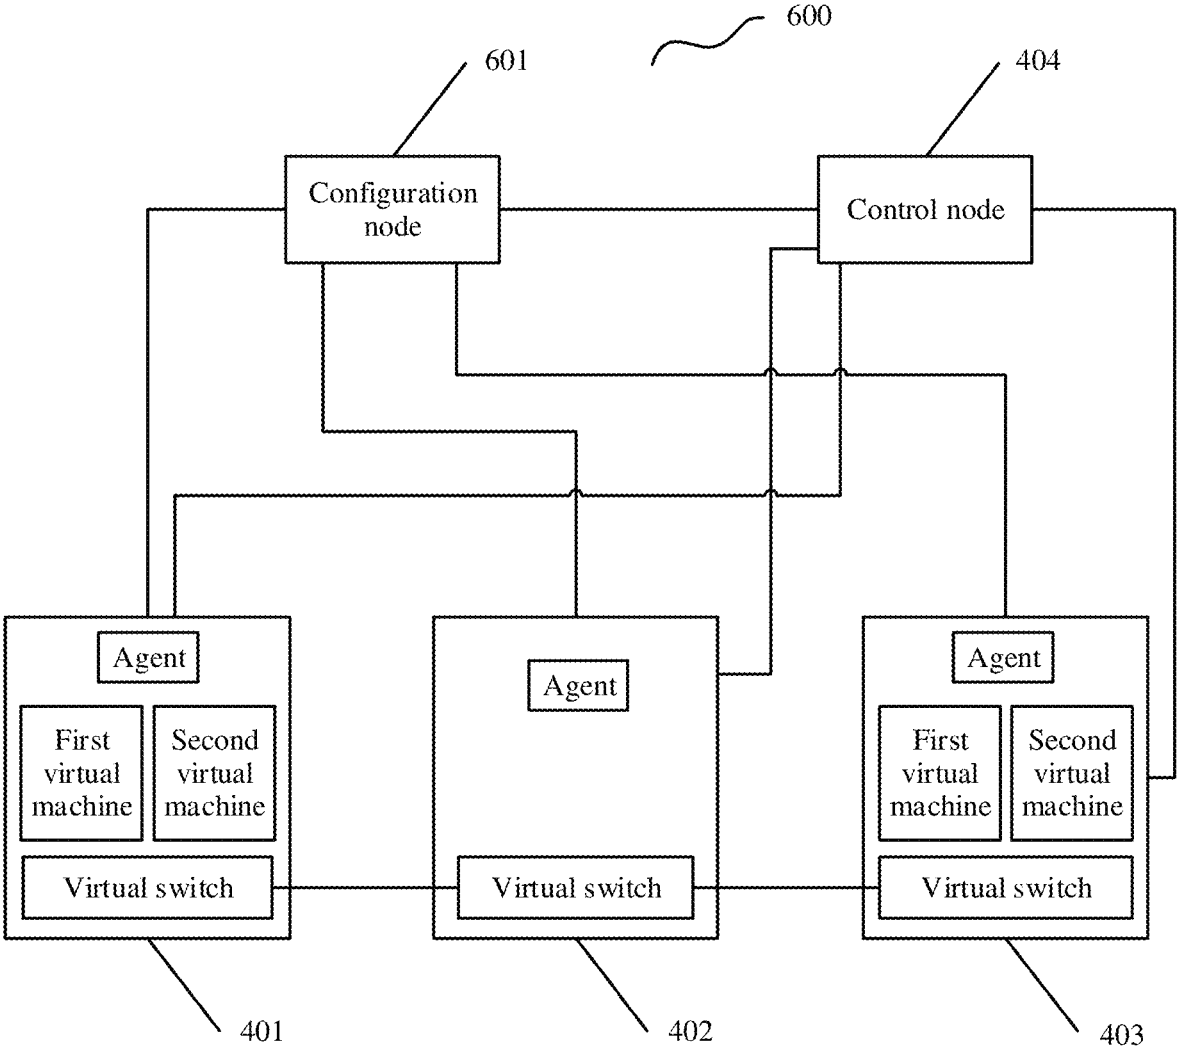 600
601
404
Configuration
node
Control node
Agent
First
virtual
machine
Second
virtual
machine
Virtual switch
Agent
Virtual switch
Agent
First
virtual
machine
Second
virtual
machine
Virtual switch
401
402
403